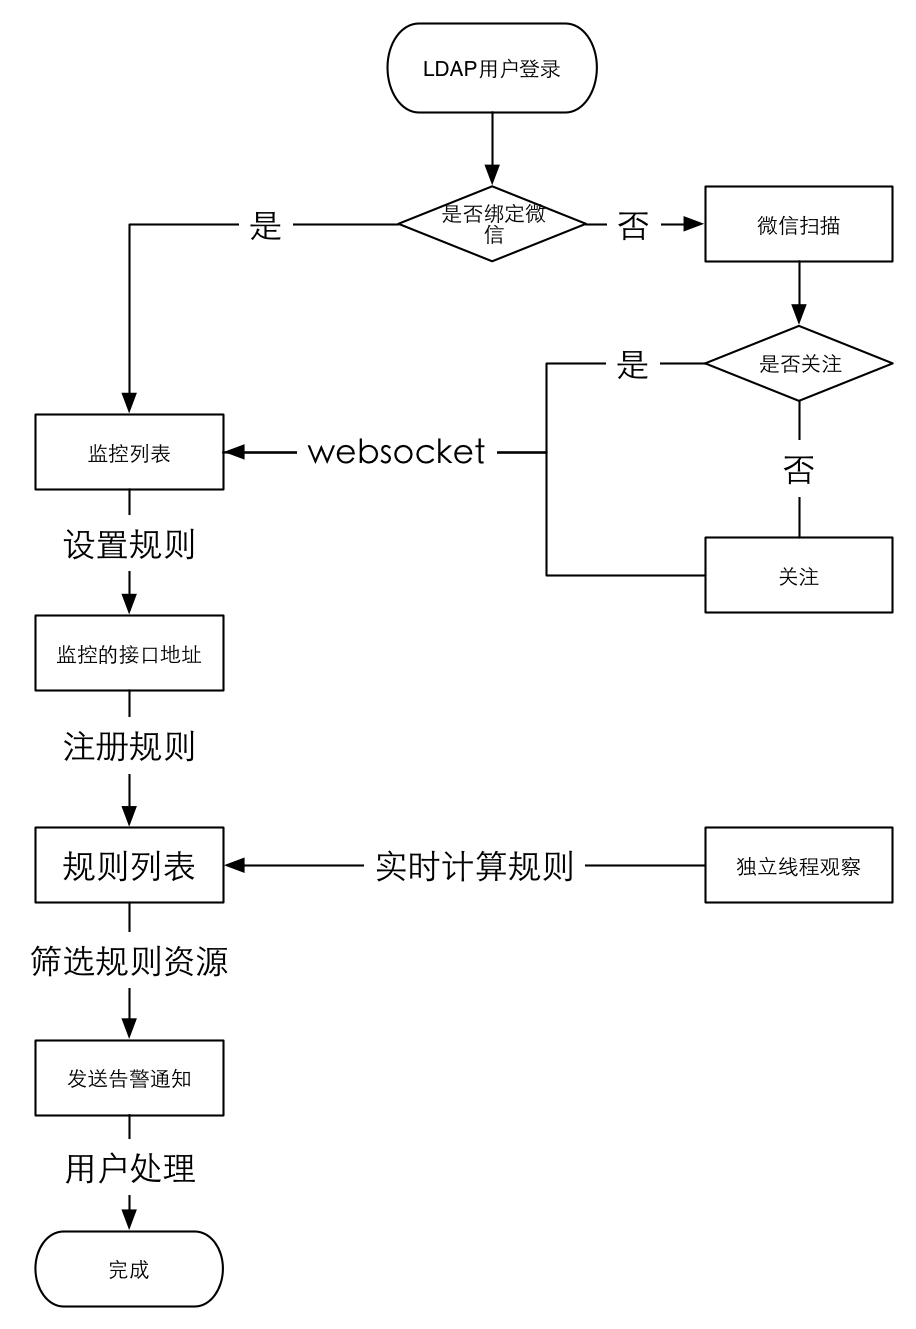 LDAP用户登录
是否绑定微
信
是
否
微信扫描
是否关注
是
否
关注
websocket
监控列表
设置规则
监控的接口地址
注册规则
规则列表
实时计算规则
独立线程观察
筛选规则资源
发送告警通知
用户处理
完成